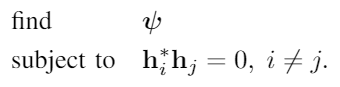 find ψ
subject to h_i^* h_j = 0, i ≠ j.